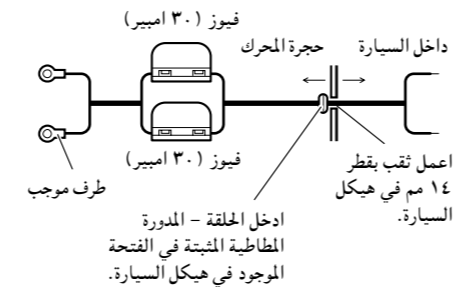 فيوز (٣٠ امبير)
داخل السيارة
حجرة المحرك
فيوز (٣٠ امبير)
اعمل ثقب بقطر
١٤ مم في هيكل
السيارة.
طرف موجب
ادخل الحلقة – المدورة
المطاطية المثبتة في الفتحة
الموجود في هيكل السيارة.